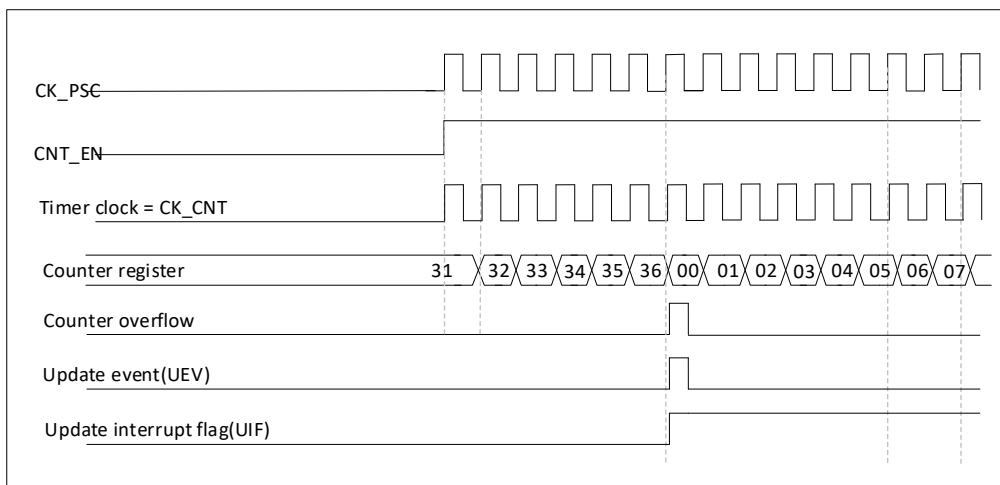 CK_PSC
CNT_EN
Timer clock = CK_CNT
Counter register 31 32 33 34 35 36 00 01 02 03 04 05 06 07
Counter overflow
Update event(UEV)
Update interrupt flag(UIF)